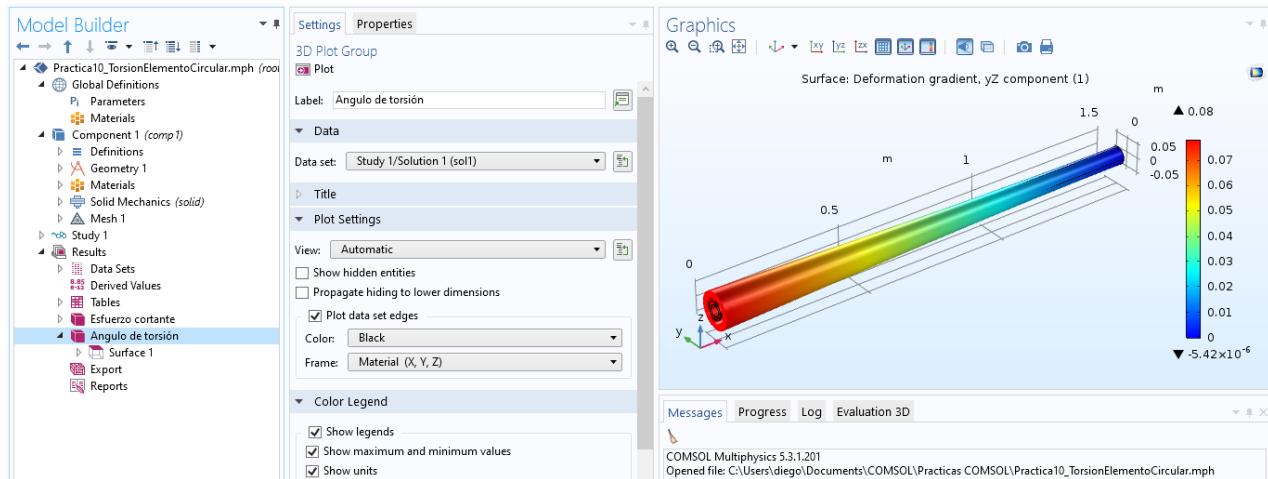 Model Builder
Practica10_TorsionElementoCircular.mph (root
Global Definitions
Pi Parameters
Materials
Component 1 (comp1)
Definitions
Geometry 1
Materials
Solid Mechanics (solid)
Mesh 1
Study 1
Results
Data Sets
8.85
e-12 Derived Values
Tables
Esfuerzo cortante
Angulo de torsión
Surface 1
Export
Reports
Settings Properties
3D Plot Group
Plot
Label: Angulo de torsión
Data
Data set: Study 1/Solution 1 (sol1)
Title
Plot Settings
View: Automatic
Show hidden entities
Propagate hiding to lower dimensions
Plot data set edges
Color: Black
Frame: Material (X, Y, Z)
Color Legend
Show legends
Show maximum and minimum values
Show units
Graphics
xy yz zx
Surface: Deformation gradient, yZ component (1)
m
1.5 0
▲ 0.08
0.05
0
-0.05
m
1
0.5
0
z
y
x
0.07
0.06
0.05
0.04
0.03
0.02
0.01
0
▼ -5.42×10⁻⁶
Messages Progress Log Evaluation 3D
COMSOL Multiphysics 5.3.1.201
Opened file: C:\Users\diego\Documents\COMSOL\Practicas COMSOL\Practica10_TorsionElementoCircular.mph